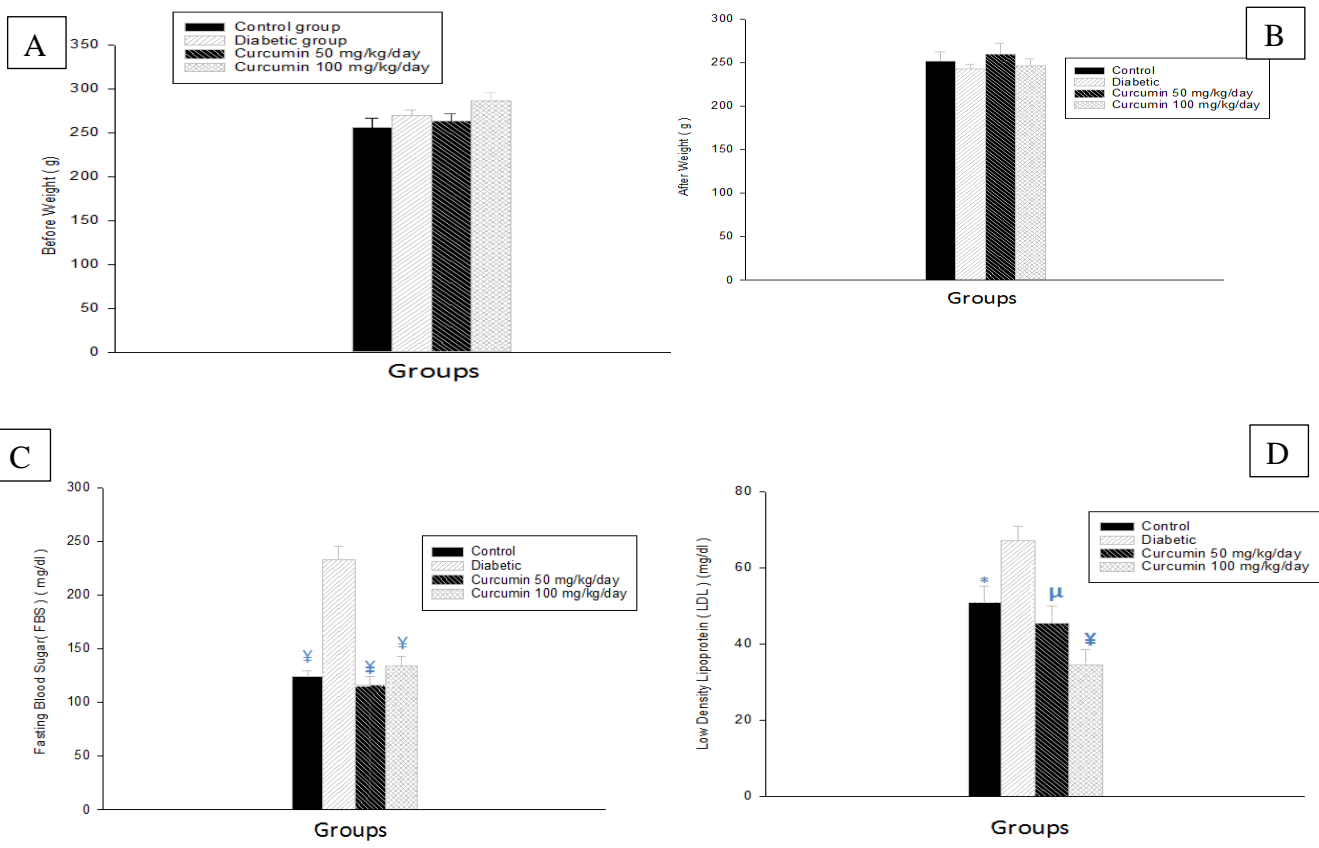 A
Control group
Diabetic group
Curcumin 50 mg/kg/day
Curcumin 100 mg/kg/day
350
300
250
200
150
100
50
0
Before Weight ( g)
Groups
B
Control
Diabetic
Curcumin 50 mg/kg/day
Curcumin 100 mg/kg/day
300
250
200
150
100
50
0
After Weight ( g )
Groups
C
Control
Diabetic
Curcumin 50 mg/kg/day
Curcumin 100 mg/kg/day
300
250
200
150
100
50
0
Fasting Blood Sugar( FBS ) ( mg/dl )
¥
¥
¥
Groups
D
Control
Diabetic
Curcumin 50 mg/kg/day
Curcumin 100 mg/kg/day
80
60
40
20
0
Low Density Lipoprotein ( LDL ) (mg/dl )
*
µ
¥
Groups